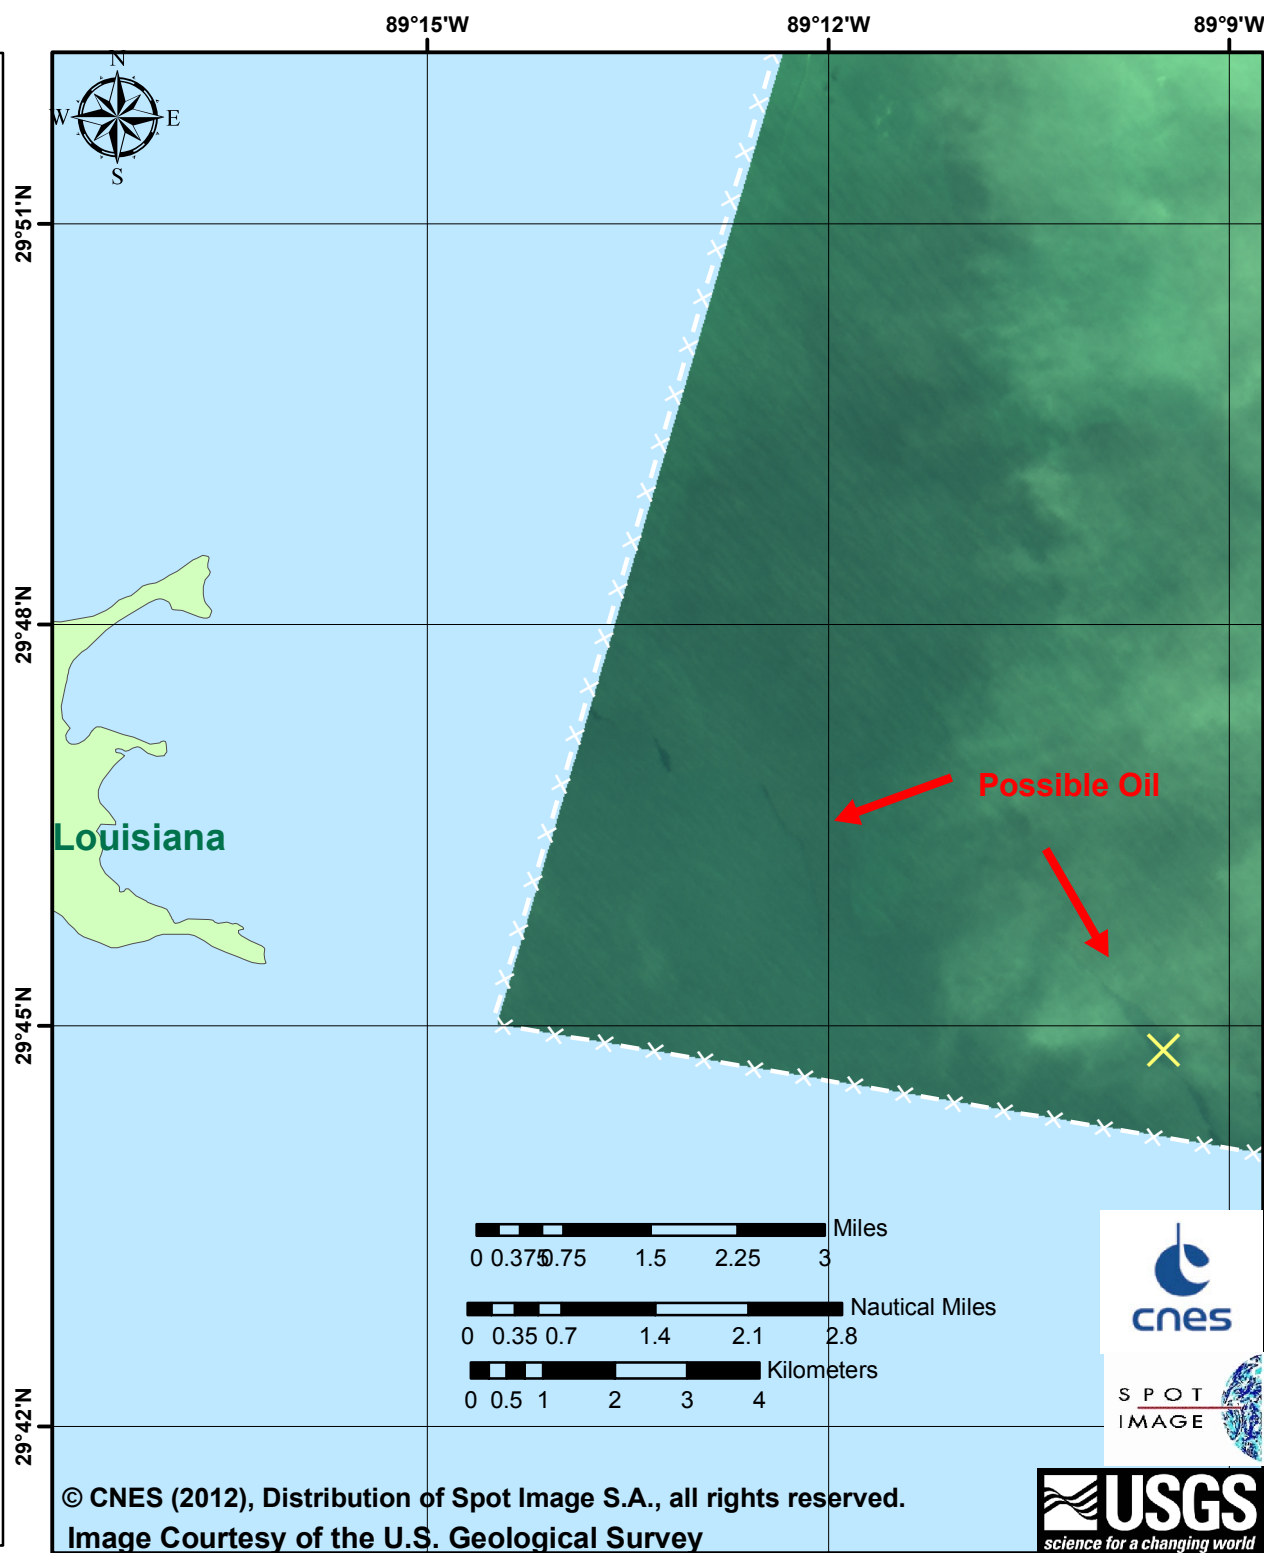 89°15'W 89°12'W 89°9'W
N
W E
S
29°51'N
29°48'N
Possible Oil
Louisiana
29°45'N
Miles
0 0.375 0.75 1.5 2.25 3
Nautical Miles
0 0.35 0.7 1.4 2.1 2.8
Kilometers
0 0.5 1 2 3 4
cnes
SPOT
IMAGE
29°42'N
© CNES (2012), Distribution of Spot Image S.A., all rights reserved.
Image Courtesy of the U.S. Geological Survey
USGS
science for a changing world